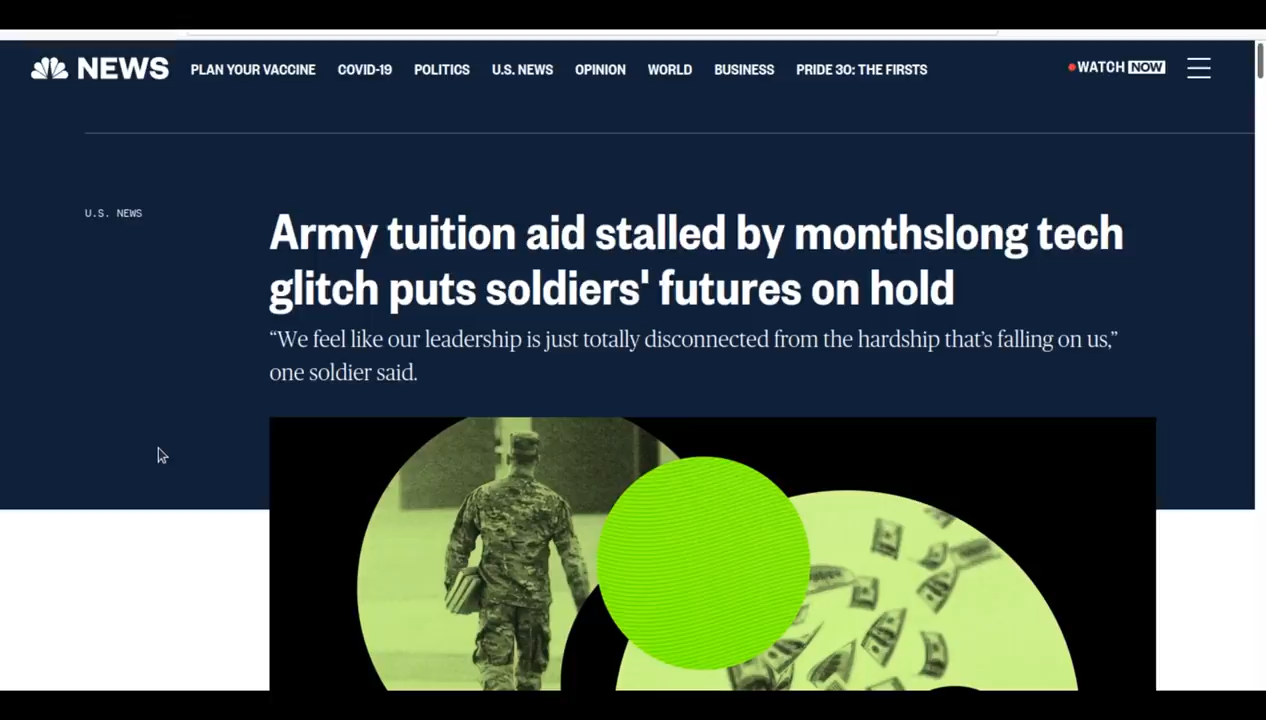 NEWS PLAN YOUR VACCINE COVID-19 POLITICS U.S. NEWS OPINION WORLD BUSINESS PRIDE 30: THE FIRSTS WATCH NOW
U.S. NEWS
Army tuition aid stalled by monthslong tech
glitch puts soldiers' futures on hold
“We feel like our leadership is just totally disconnected from the hardship that’s falling on us,”
one soldier said.